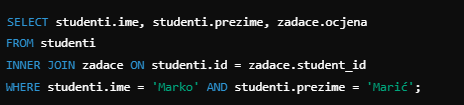 SELECT studenti.ime, studenti.prezime, zadace.ocjena
FROM studenti
INNER JOIN zadace ON studenti.id = zadace.student_id
WHERE studenti.ime = 'Marko' AND studenti.prezime = 'Marić';